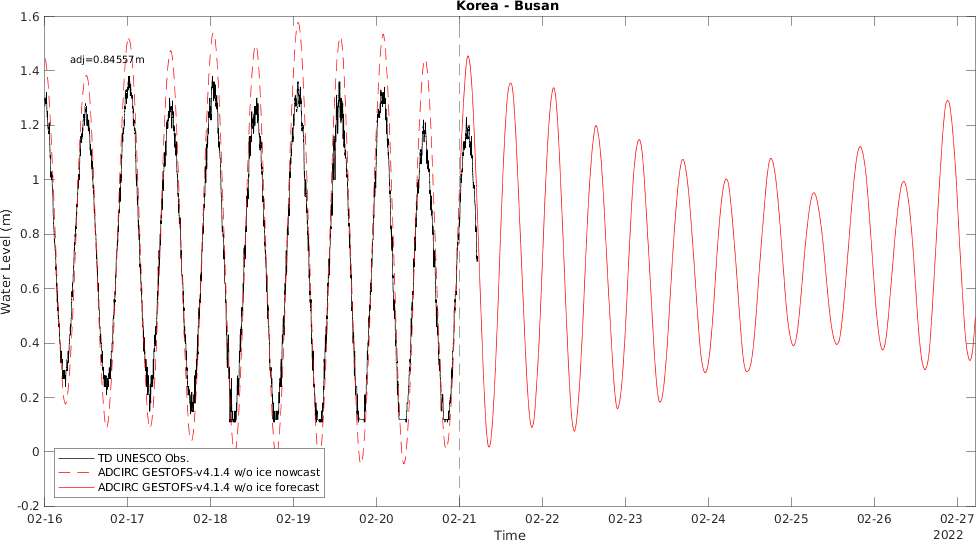 Korea - Busan
adj=0.84557m
Water Level (m)
1.6
1.4
1.2
1
0.8
0.6
0.4
0.2
0
-0.2
TD UNESCO Obs.
ADCIRC GESTOFS-v4.1.4 w/o ice nowcast
ADCIRC GESTOFS-v4.1.4 w/o ice forecast
02-16 02-17 02-18 02-19 02-20 02-21 02-22 02-23 02-24 02-25 02-26 02-27
Time
2022